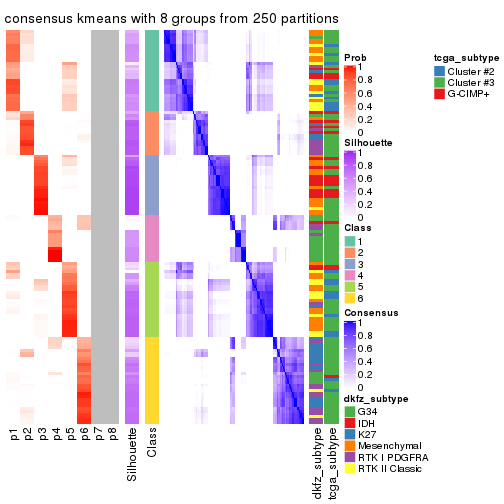 consensus kmeans with 8 groups from 250 partitions
Prob
1
0.8
0.6
0.4
0.2
0
Silhouette
1
0.8
0.6
0.4
0.2
0
Class
1
2
3
4
5
6
Consensus
1
0.8
0.6
0.4
0.2
0
dkfz_subtype
G34
IDH
K27
Mesenchymal
RTK I PDGFRA
RTK II Classic
tcga_subtype
Cluster #2
Cluster #3
G-CIMP+
p1
p2
p3
p4
p5
p6
p7
p8
Silhouette
Class
dkfz_subtype
tcga_subtype